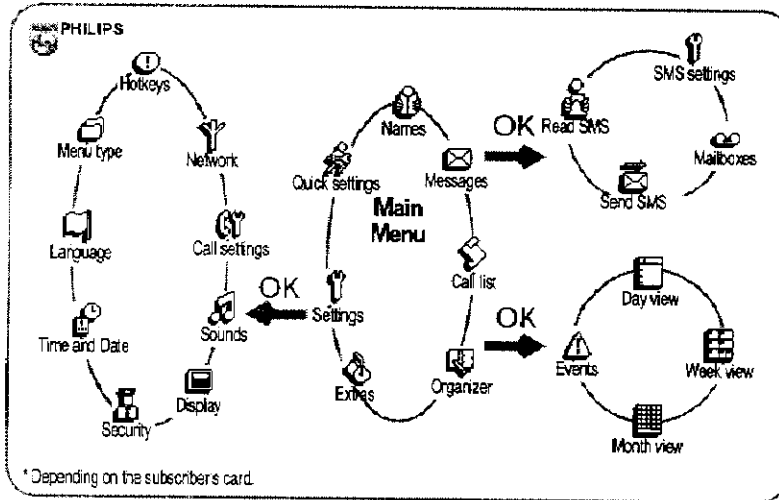 PHILIPS
Hotkeys
Menu type
Network
Language
Call settings
Time and Date
Sounds
Security
Display
OK
Main
Menu
Names
Quick settings
Messages
Call list
Settings
Extras
Organizer
OK
SMS settings
Read SMS
Mailboxes
Send SMS
OK
Day view
Events
Week view
Month view
* Depending on the subscriber's card.